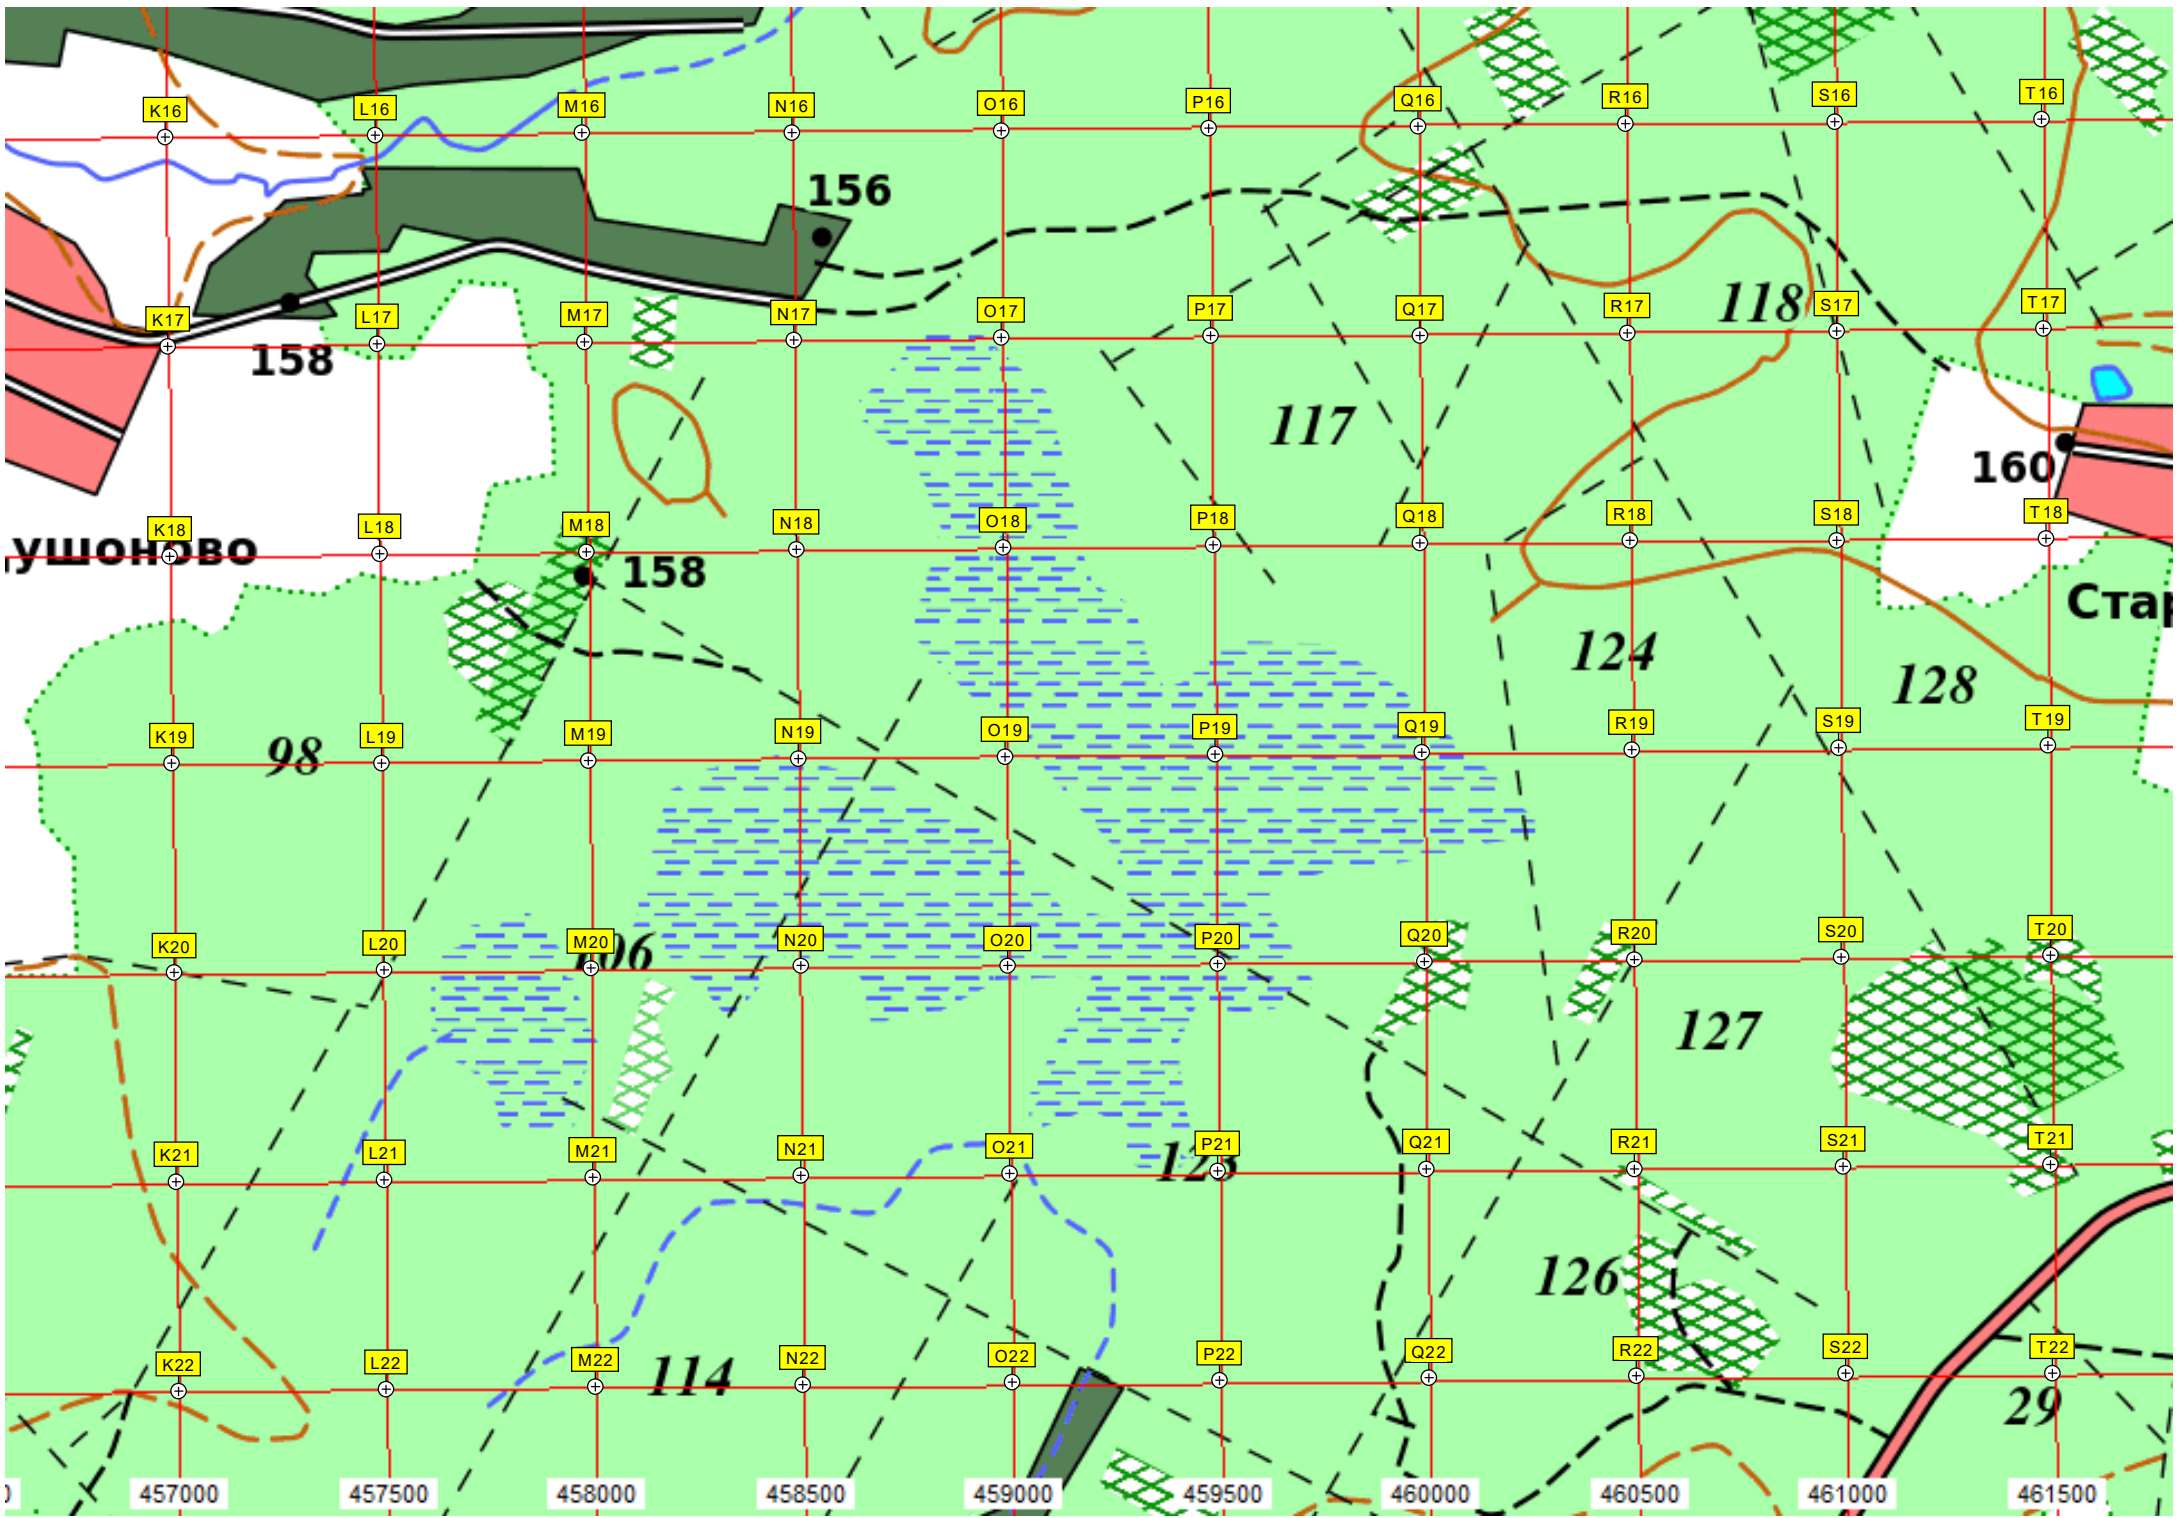 K16 L16 M16 N16 O16 P16 Q16 R16 S16 T16
156
K17 L17 M17 N17 O17 P17 Q17 R17 118 S17 T17
158
117
160
K18 L18 M18 N18 O18 P18 Q18 R18 S18 T18
ушоново
158
Стар
124
128
K19 L19 M19 N19 O19 P19 Q19 R19 S19 T19
98
K20 L20 M20 N20 O20 P20 Q20 R20 S20 T20
106
127
K21 L21 M21 N21 O21 P21 Q21 R21 S21 T21
123
126
K22 L22 M22 N22 O22 P22 Q22 R22 S22 T22
114
29
0 457000 457500 458000 458500 459000 459500 460000 460500 461000 461500